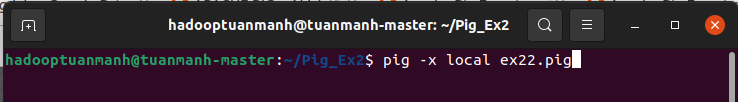 hadooptuanmanh@tuanmanh-master: ~/Pig_Ex2
hadooptuanmanh@tuanmanh-master:~/Pig_Ex2$ pig -x local ex22.pig